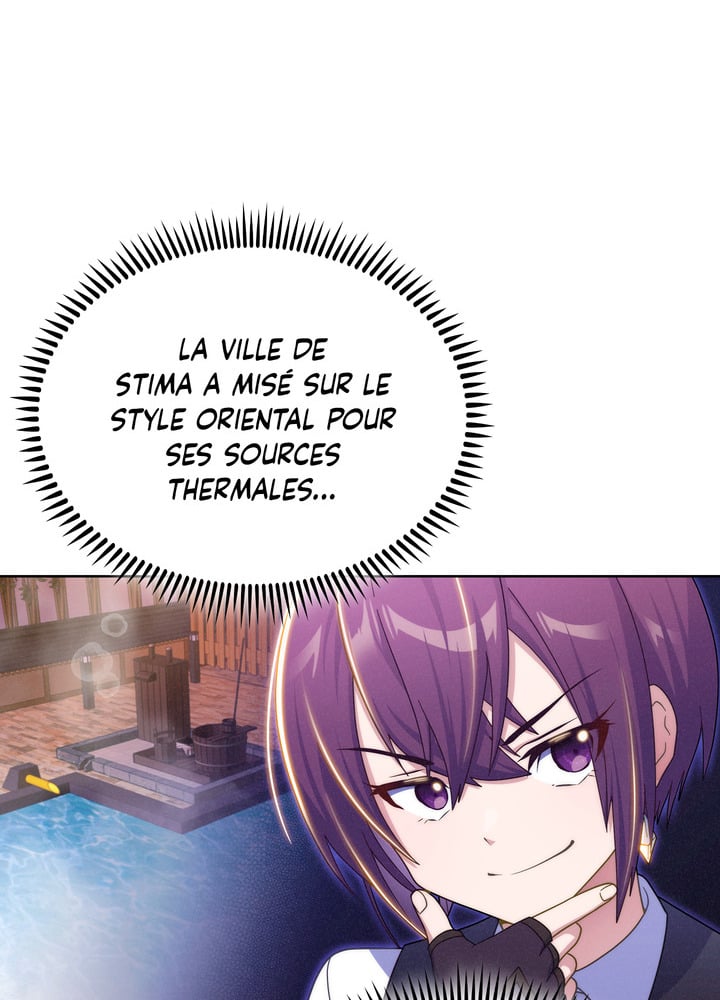 LA VILLE DE
STIMA A MISÉ SUR LE
STYLE ORIENTAL POUR
SES SOURCES
THERMALES...